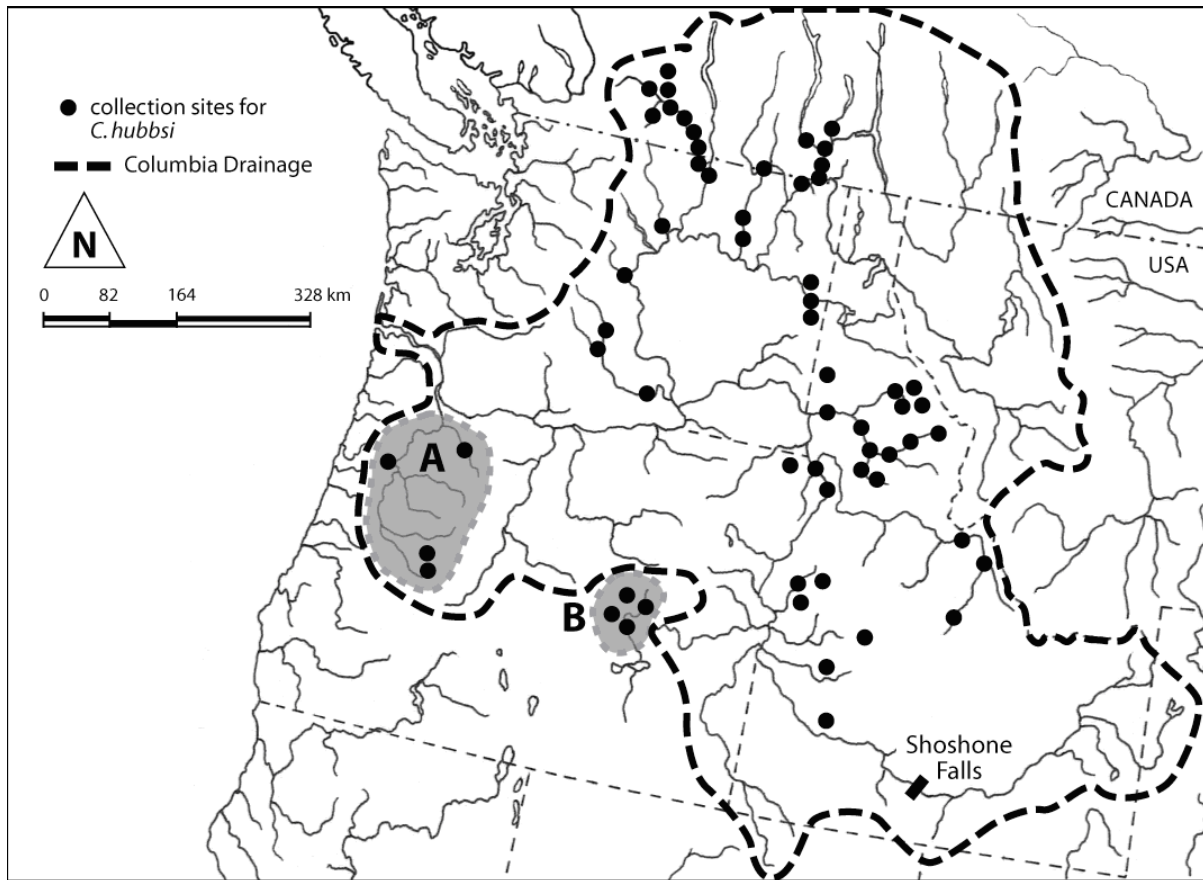 collection sites for
C. hubbsi
Columbia Drainage
N
0 82 164 328 km
CANADA
USA
A
B
Shoshone
Falls